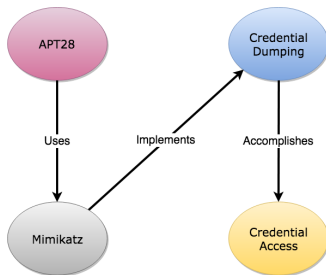 APT28
Credential
Dumping
Uses
Implements
Accomplishes
Mimikatz
Credential
Access